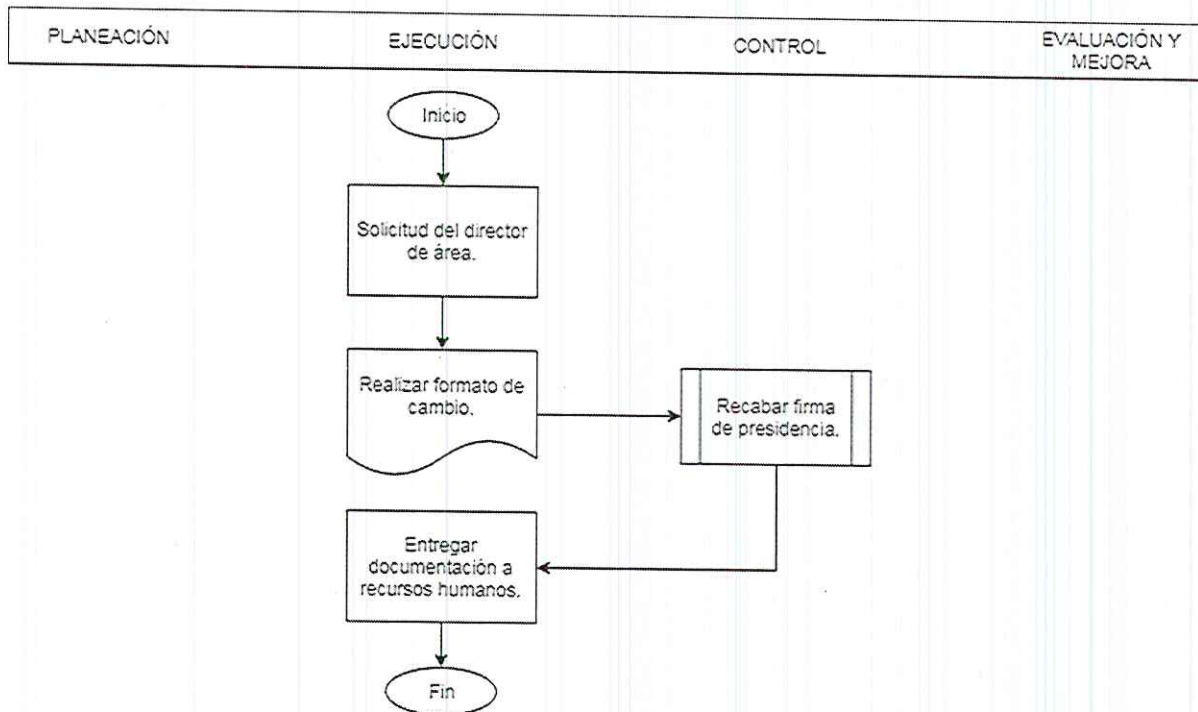 PLANEACIÓN
EJECUCIÓN
CONTROL
EVALUACIÓN Y
MEJORA
Inicio
Solicitud del director
de área.
Realizar formato de
cambio.
Recabar firma
de presidencia.
Entregar
documentación a
recursos humanos.
Fin